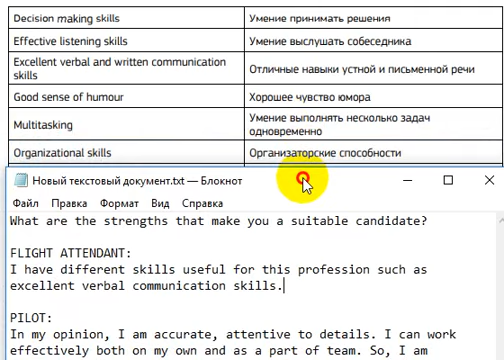 Decision making skills Умение принимать решения
Effective listening skills Умение выслушать собеседника
Excellent verbal and written communication skills Отличные навыки устной и письменной речи
Good sense of humour Хорошее чувство юмора
Multitasking Умение выполнять несколько задач одновременно
Organizational skills Организаторские способности
Новый текстовый документ.txt — Блокнот
Файл Правка Формат Вид Справка
What are the strengths that make you a suitable candidate?
FLIGHT ATTENDANT:
I have different skills useful for this profession such as
excellent verbal communication skills.
PILOT:
In my opinion, I am accurate, attentive to details. I can work
effectively both on my own and as a part of team. So, I am